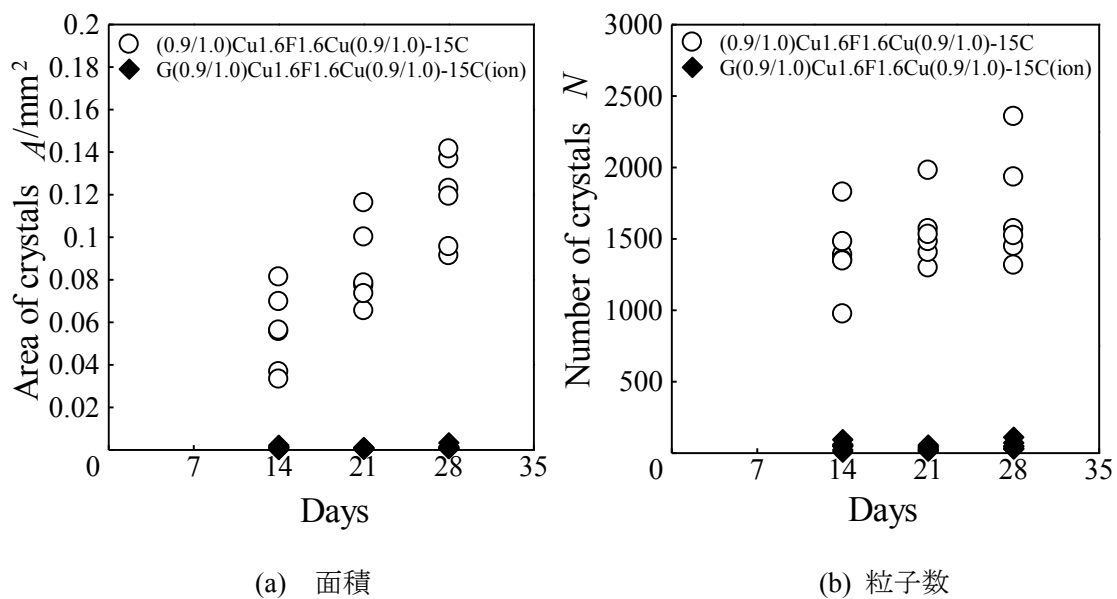 0.2
0.18
0.16
0.14
0.12
0.1
0.08
0.06
0.04
0.02
0
Area of crystals A/mm2
(0.9/1.0)Cu1.6F1.6Cu(0.9/1.0)-15C
G(0.9/1.0)Cu1.6F1.6Cu(0.9/1.0)-15C(ion)
7 14 21 28 35
Days
(a) 面積
3000
2500
2000
1500
1000
500
0
Number of crystals N
(0.9/1.0)Cu1.6F1.6Cu(0.9/1.0)-15C
G(0.9/1.0)Cu1.6F1.6Cu(0.9/1.0)-15C(ion)
7 14 21 28 35
Days
(b) 粒子数